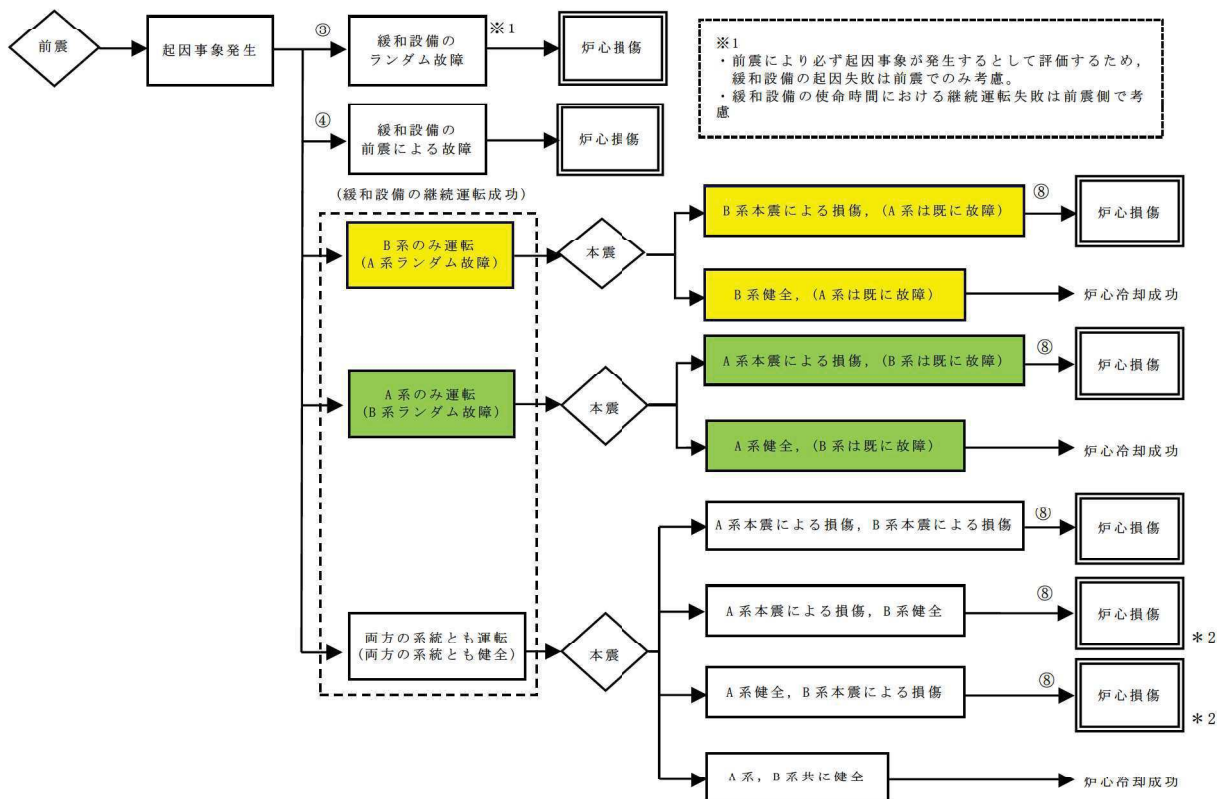 前震
起因事象発生
③
緩和設備の
ランダム故障
※1
炉心損傷
※1
・前震により必ず起因事象が発生するとして評価するため，
緩和設備の起因失敗は前震でのみ考慮。
・緩和設備の使命時間における継続運転失敗は前震側で考
慮
④
緩和設備の
前震による故障
炉心損傷
(緩和設備の継続運転成功)
B系のみ運転
(A系ランダム故障)
本震
B系本震による損傷，(A系は既に故障)
⑧
炉心損傷
B系健全，(A系は既に故障)
炉心冷却成功
A系のみ運転
(B系ランダム故障)
本震
A系本震による損傷，(B系は既に故障)
⑧
炉心損傷
A系健全，(B系は既に故障)
炉心冷却成功
両方の系統とも運転
(両方の系統とも健全)
本震
A系本震による損傷，B系本震による損傷
⑧
炉心損傷
A系本震による損傷，B系健全
⑧
炉心損傷
＊2
A系健全，B系本震による損傷
⑧
炉心損傷
＊2
A系，B系共に健全
炉心冷却成功